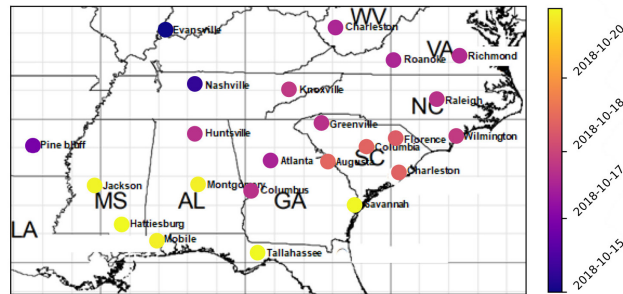 WV
Evansville
Charleston
VA
Roanoke
Richmond
Nashville
Knoxville
NC
Raleigh
Huntsville
Greenville
Florence
Wilmington
Pine bluff
Columbia
SC
Atlanta
Augusta
Charleston
Jackson
Montgomery
Columbus
MS
AL
GA
Savannah
Hattiesburg
LA
Mobile
Tallahassee
2018-10-20
2018-10-18
2018-10-17
2018-10-15